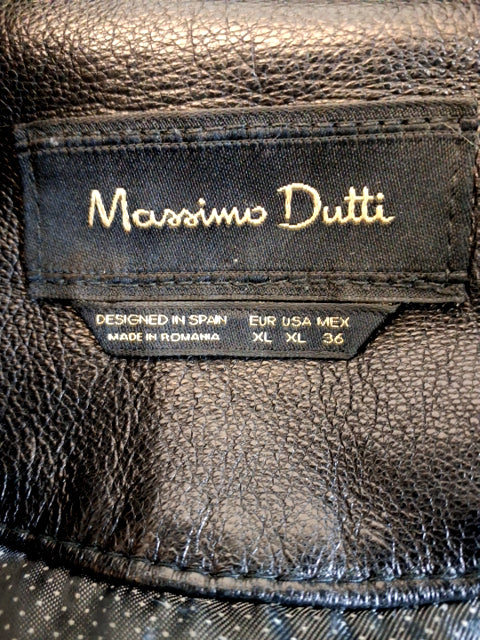 Massimo Dutti
DESIGNED IN SPAIN EUR USA MEX
MADE IN ROMANIA XL XL 36